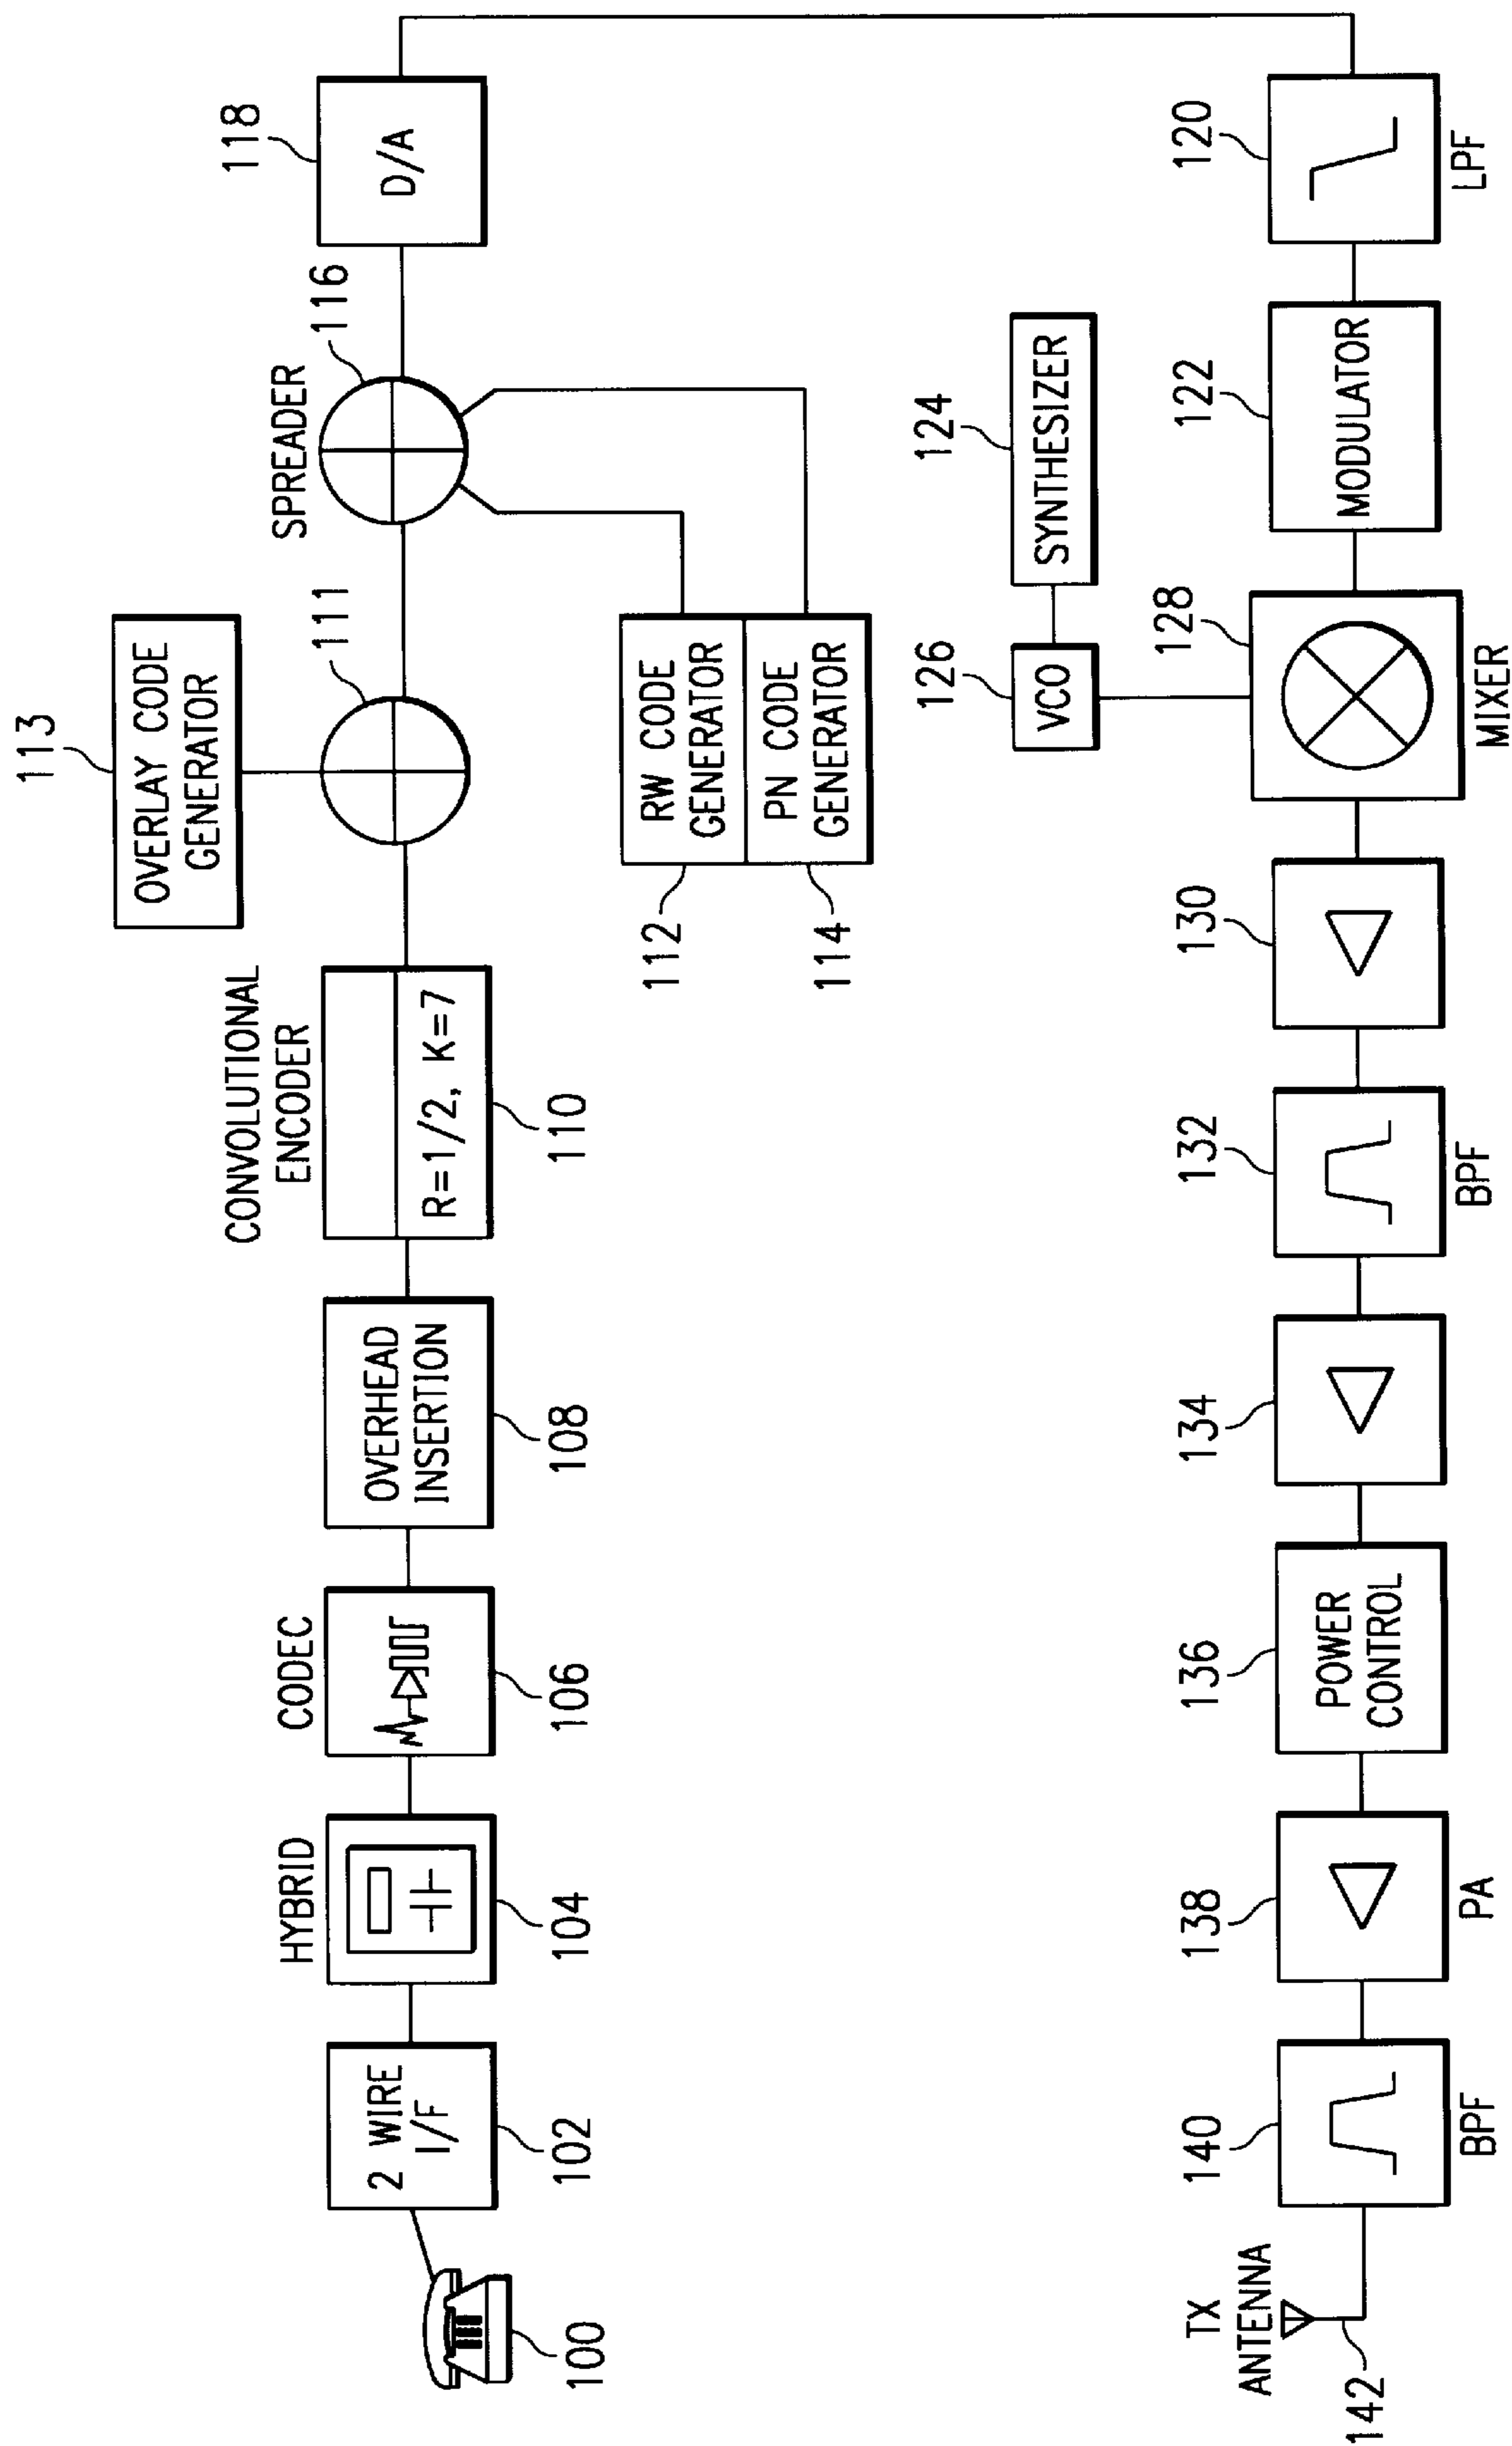 113
OVERLAY CODE
GENERATOR
CONVOLUTIONAL
ENCODER
R=1/2, K=7
110
111
SPREADER
116
118
D/A
HYBRID
104
CODEC
106
OVERHEAD
INSERTION
108
2 WIRE
I/F
102
100
112
RW CODE
GENERATOR
PN CODE
GENERATOR
114
126
VCO
124
SYNTHESIZER
TX
ANTENNA
142
140
BPF
138
PA
136
POWER
CONTROL
134
132
BPF
130
128
MIXER
122
MODULATOR
120
LPF